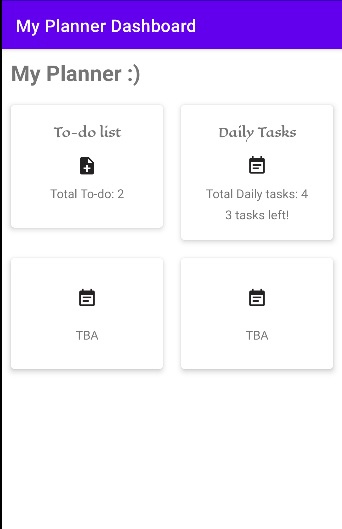 My Planner Dashboard
My Planner :)
To-do list
Total To-do: 2
Daily Tasks
Total Daily tasks: 4
3 tasks left!
TBA
TBA